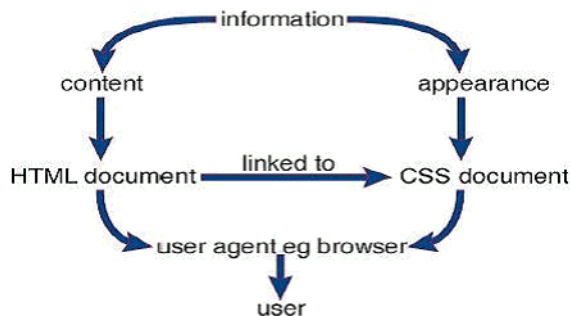 information
content
appearance
linked to
HTML document
CSS document
user agent eg browser
user